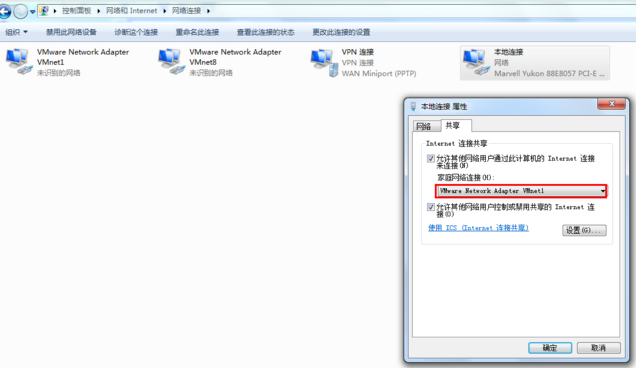 控制面板 ▸ 网络和 Internet ▸ 网络连接 ▸
组织 禁用此网络设备 诊断这个连接 重命名此连接 查看此连接的状态 更改此连接的设置
VMware Network Adapter
VMnet1
未识别的网络
VMware Network Adapter
VMnet8
未识别的网络
VPN 连接
VPN 连接
WAN Miniport (PPTP)
本地连接
网络
Marvell Yukon 88E8057 PCI-E ...
本地连接 属性
网络 共享
Internet 连接共享
允许其他网络用户通过此计算机的 Internet 连接
来连接(N)
家庭网络连接(H):
VMware Network Adapter VMnet1
允许其他网络用户控制或禁用共享的 Internet 连
接(O)
使用 ICS (Internet 连接共享)
设置(G)...
确定 取消